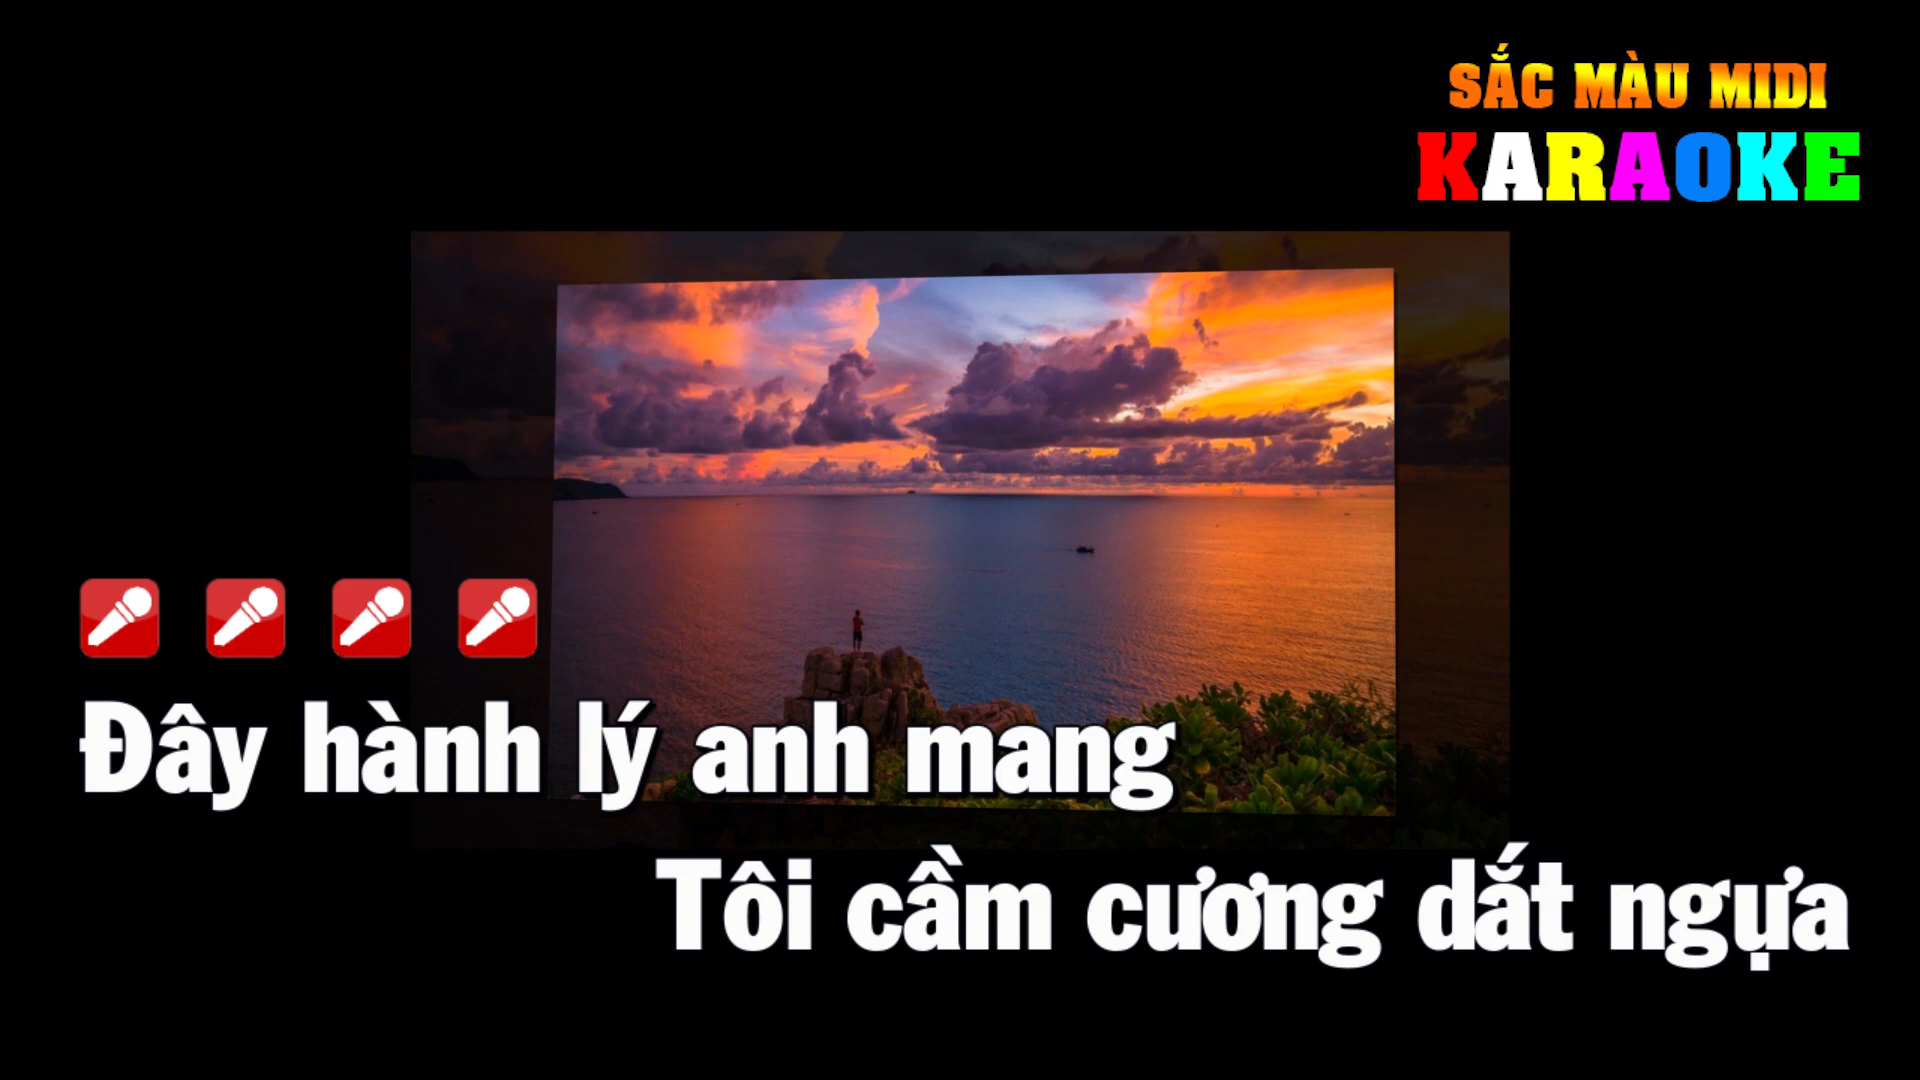 SẮC MÀU MIDI
KARAOKE
Đây hành lý anh mang
Tôi cầm cương dắt ngựa